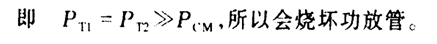 即 P_T1 = P_T2 ≫ P_CM,所以会烧坏功放管。